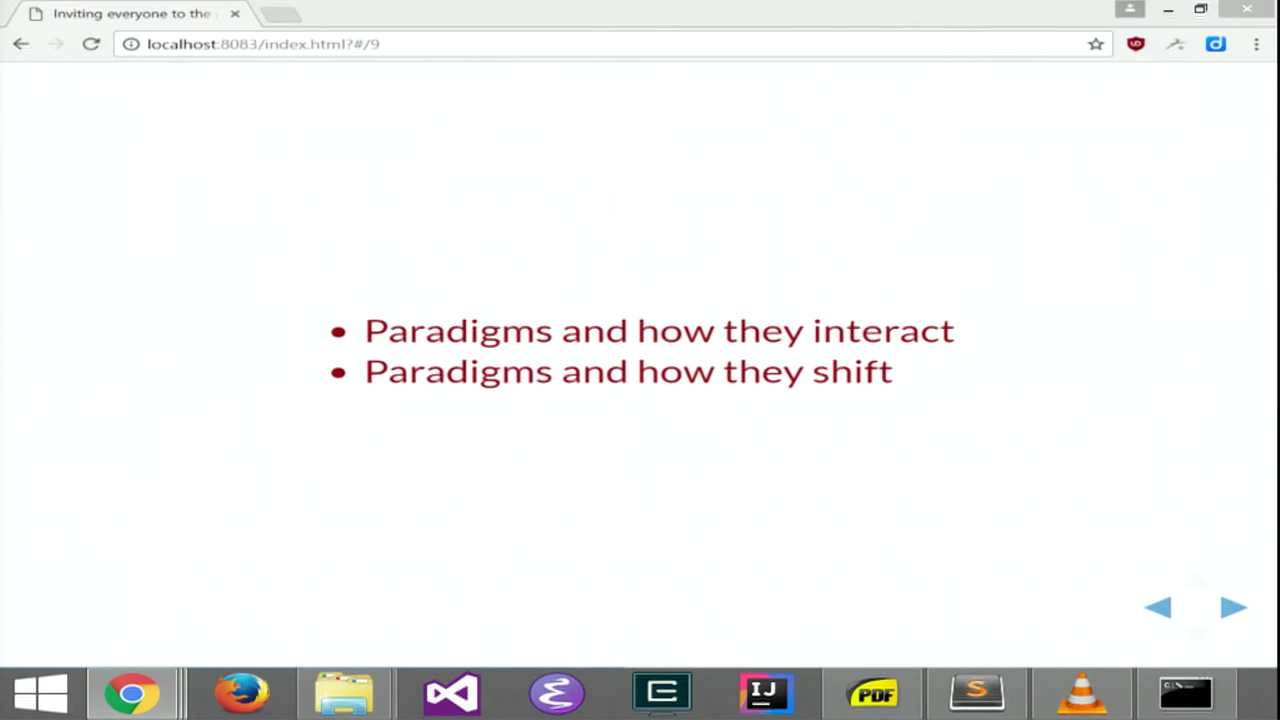 Inviting everyone to the
localhost:8083/index.html?#/9
• Paradigms and how they interact
• Paradigms and how they shift
IJ
PDF
S
C:\